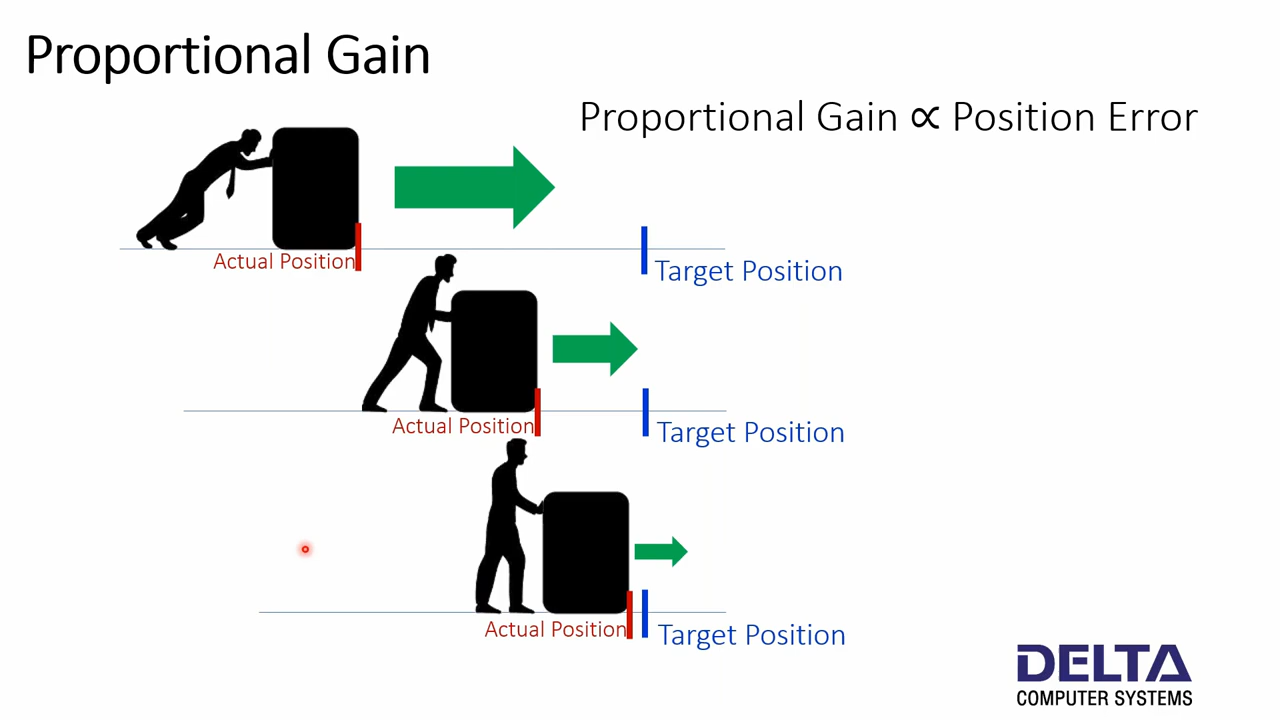 Proportional Gain
Proportional Gain ∝ Position Error
Actual Position
Target Position
Actual Position
Target Position
Actual Position
Target Position
DELTA
COMPUTER SYSTEMS